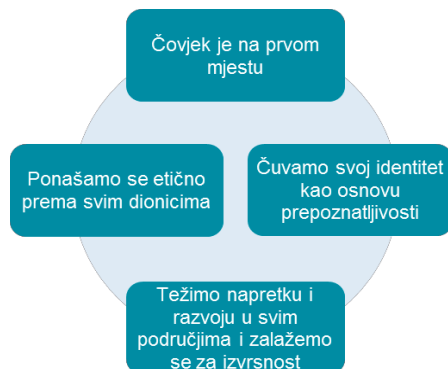 Čovjek je na prvom
mjestu
Ponašamo se etično
prema svim dionicima
Čuvamo svoj identitet
kao osnovu
prepoznatljivosti
Težimo napretku i
razvoju u svim
područjima i zalažemo
se za izvrsnost